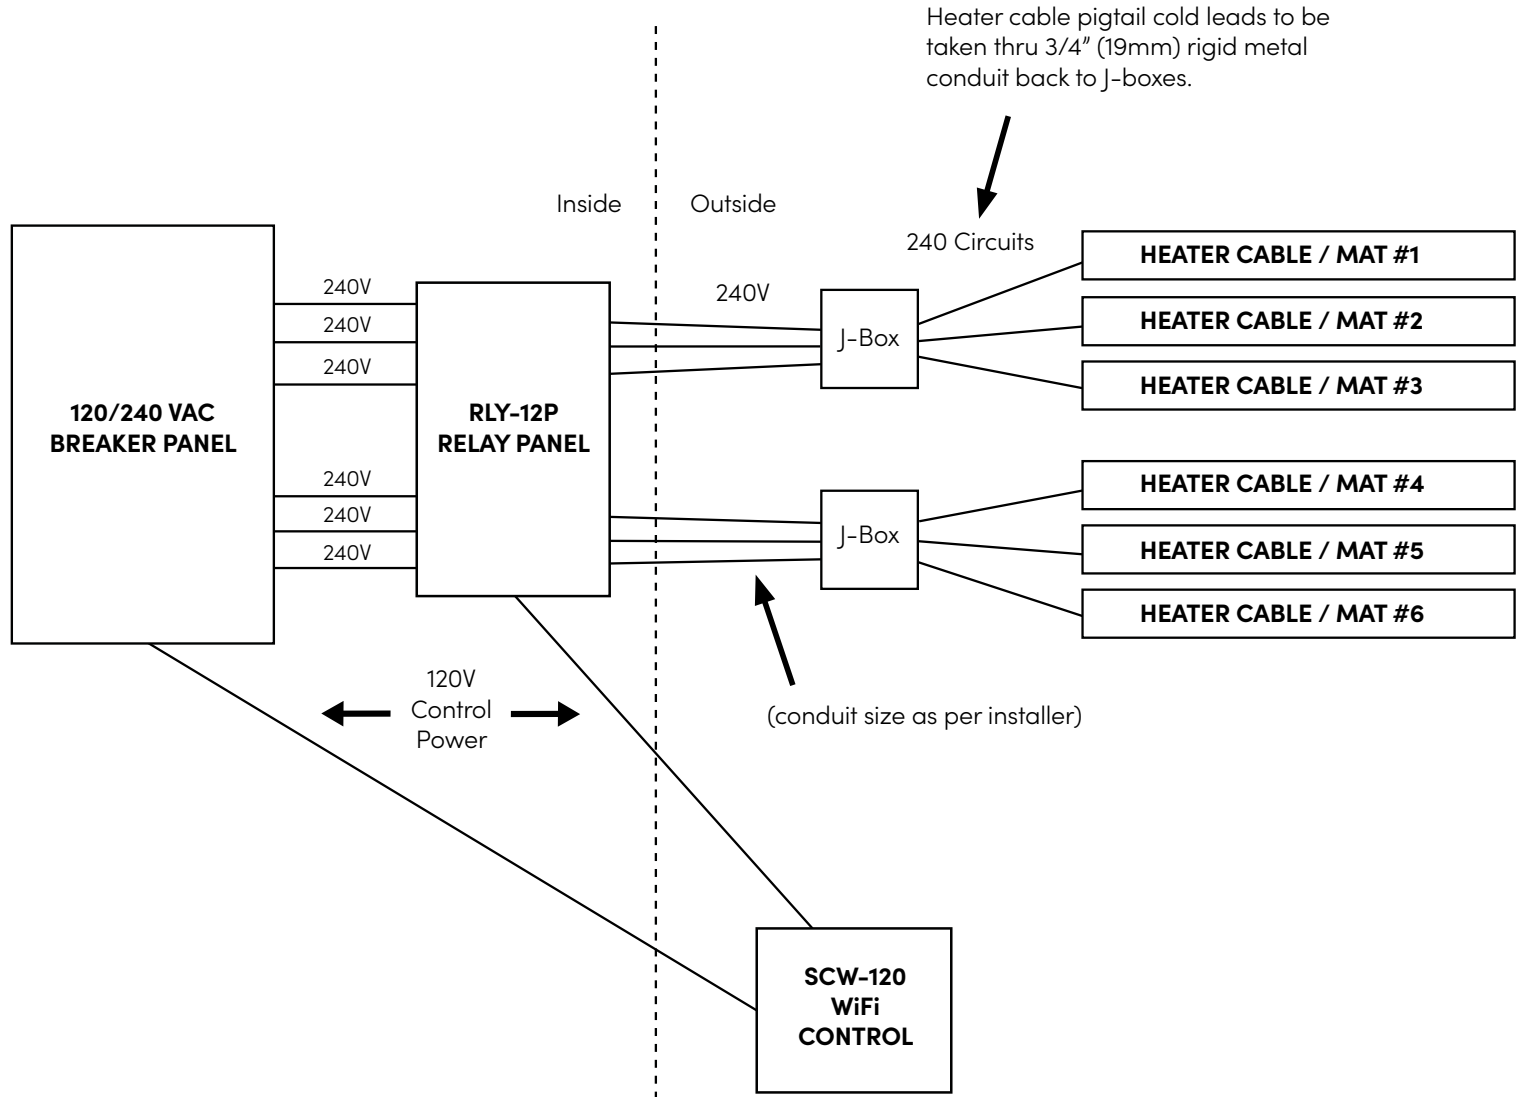 Heater cable pigtail cold leads to be
taken thru 3/4” (19mm) rigid metal
conduit back to J-boxes.
Inside
Outside
240 Circuits
240V
240V
240V
240V
120/240 VAC
BREAKER PANEL
RLY-12P
RELAY PANEL
J-Box
HEATER CABLE / MAT #1
HEATER CABLE / MAT #2
HEATER CABLE / MAT #3
240V
240V
240V
J-Box
HEATER CABLE / MAT #4
HEATER CABLE / MAT #5
HEATER CABLE / MAT #6
120V
Control
Power
(conduit size as per installer)
SCW-120
WiFi
CONTROL